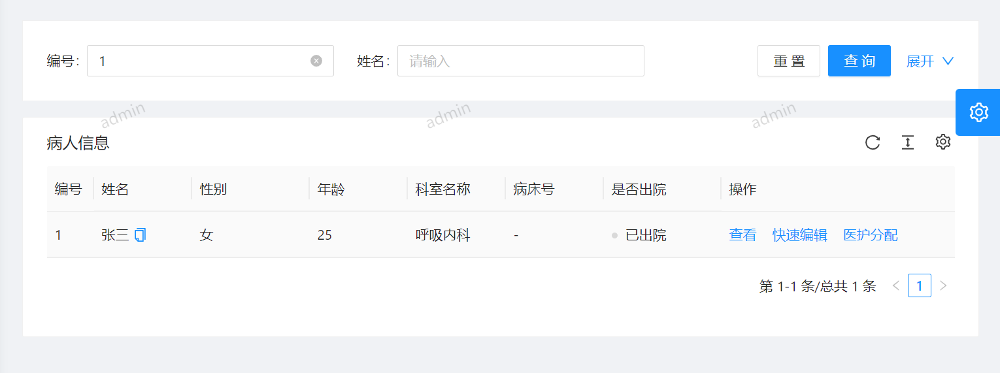 编号: 1 姓名: 请输入 重 置 查 询 展开
admin admin admin
病人信息
编号 姓名 性别 年龄 科室名称 病床号 是否出院 操作
1 张三 女 25 呼吸内科 - 已出院 查看 快速编辑 医护分配
第 1-1 条/总共 1 条 1